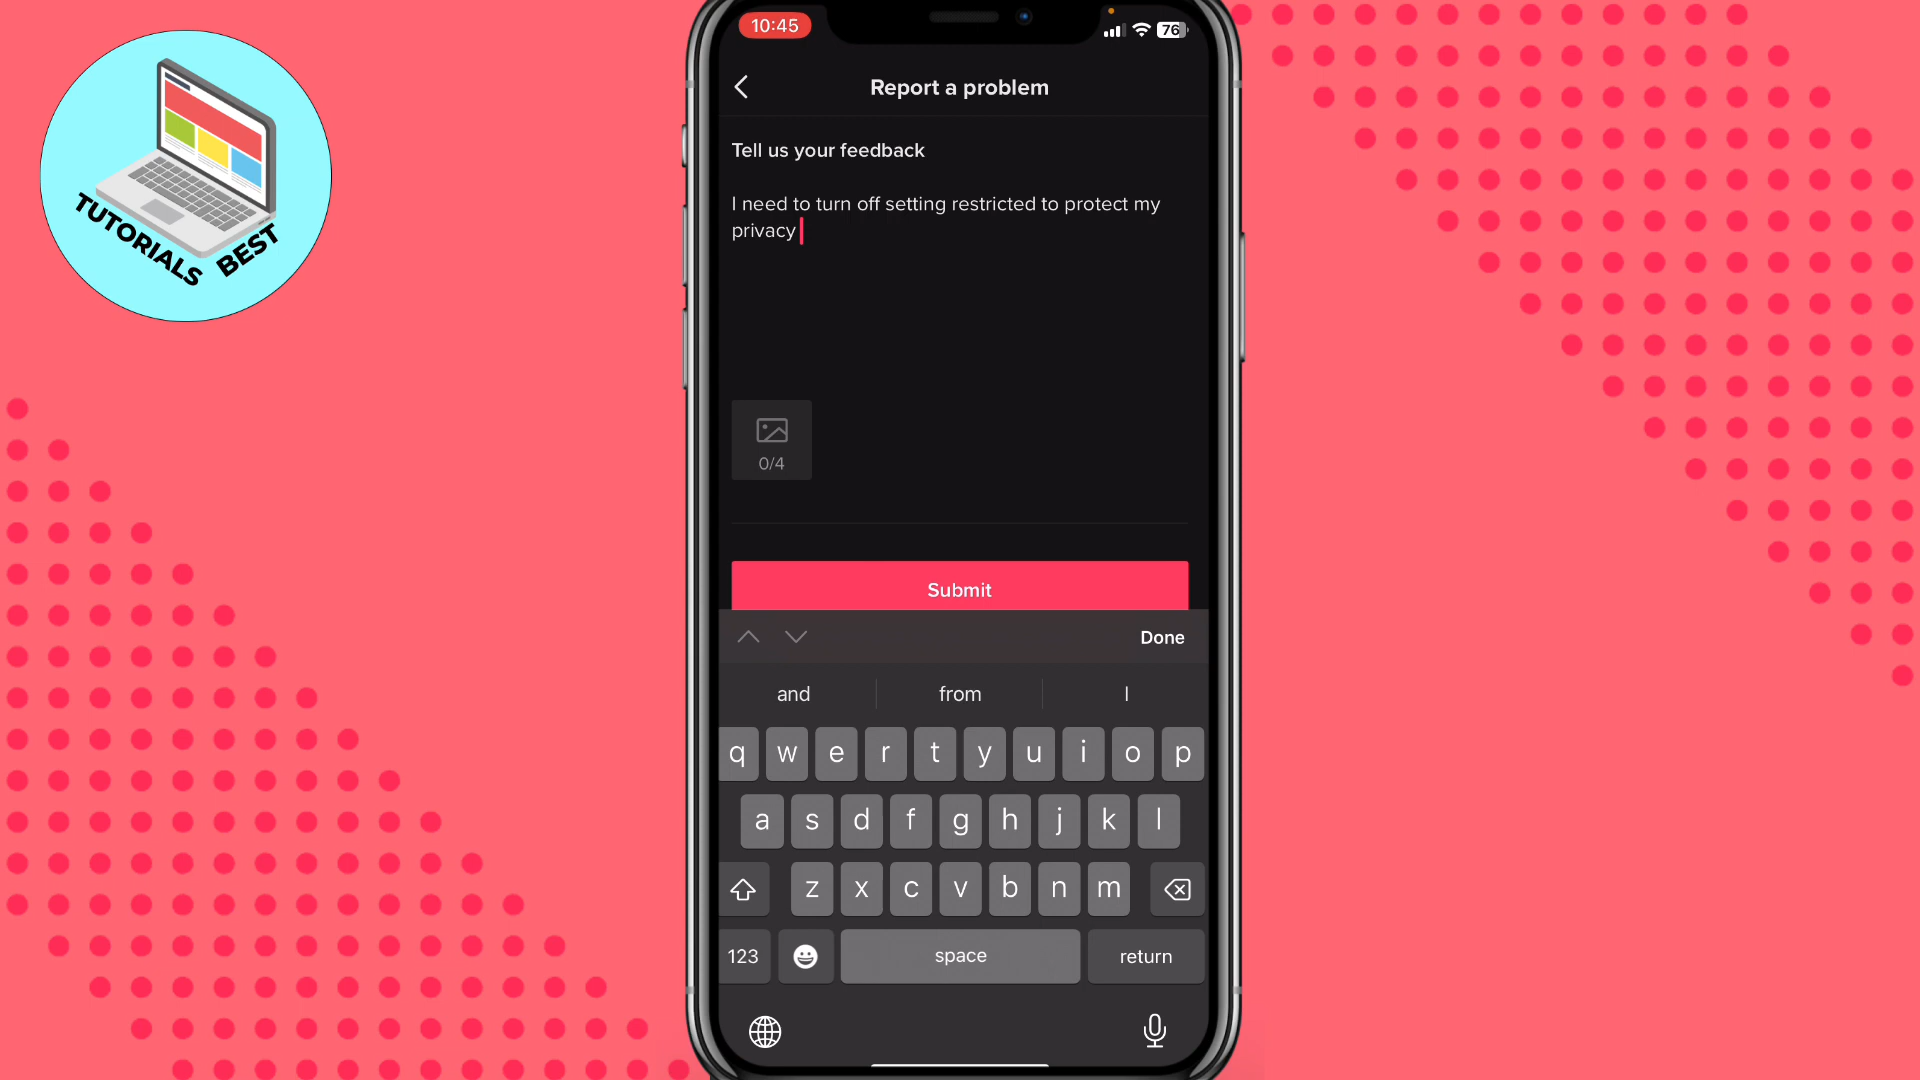 TUTORIALS BEST
10:45
76
Report a problem
Tell us your feedback
I need to turn off setting restricted to protect my
privacy
0/4
Submit
Done
and from I
q w e r t y u i o p
a s d f g h j k l
z x c v b n m
123 space return